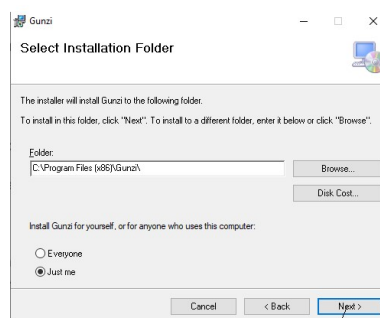 Gunzi
Select Installation Folder
The installer will install Gunzi to the following folder.
To install in this folder, click "Next". To install to a different folder, enter it below or click "Browse".
Folder:
C:\Program Files (x86)\Gunzi\
Browse...
Disk Cost...
Install Gunzi for yourself, or for anyone who uses this computer:
Everyone
Just me
Cancel
< Back
Next >